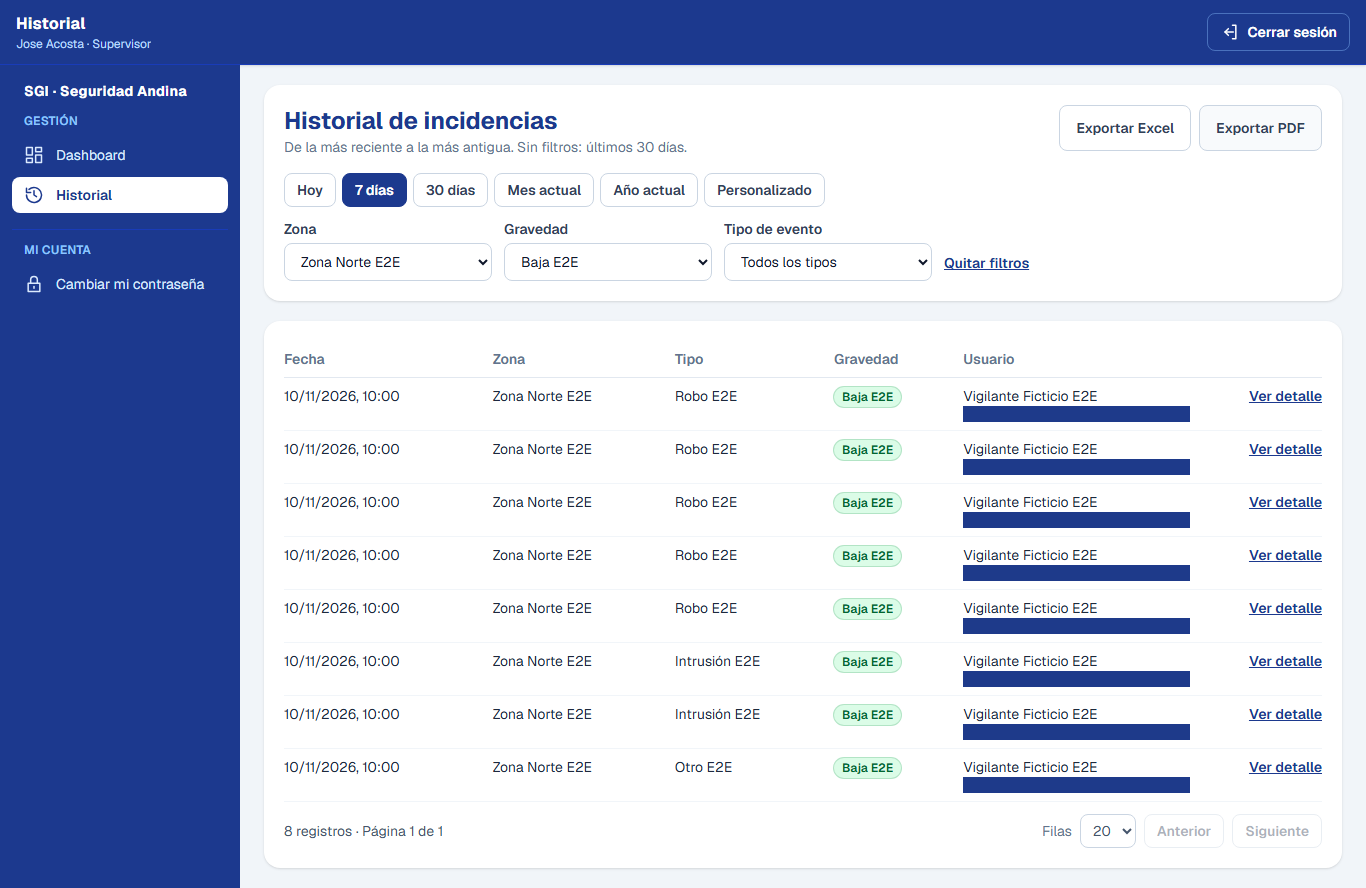 Historial
Jose Acosta · Supervisor
Cerrar sesión
SGI · Seguridad Andina
GESTIÓN
Dashboard
Historial
MI CUENTA
Cambiar mi contraseña
Historial de incidencias
De la más reciente a la más antigua. Sin filtros: últimos 30 días.
Exportar Excel Exportar PDF
Hoy 7 días 30 días Mes actual Año actual Personalizado
Zona Gravedad Tipo de evento
Zona Norte E2E Baja E2E Todos los tipos Quitar filtros
Fecha Zona Tipo Gravedad Usuario
10/11/2026, 10:00 Zona Norte E2E Robo E2E Baja E2E Vigilante Ficticio E2E Ver detalle
10/11/2026, 10:00 Zona Norte E2E Robo E2E Baja E2E Vigilante Ficticio E2E Ver detalle
10/11/2026, 10:00 Zona Norte E2E Robo E2E Baja E2E Vigilante Ficticio E2E Ver detalle
10/11/2026, 10:00 Zona Norte E2E Robo E2E Baja E2E Vigilante Ficticio E2E Ver detalle
10/11/2026, 10:00 Zona Norte E2E Robo E2E Baja E2E Vigilante Ficticio E2E Ver detalle
10/11/2026, 10:00 Zona Norte E2E Intrusión E2E Baja E2E Vigilante Ficticio E2E Ver detalle
10/11/2026, 10:00 Zona Norte E2E Intrusión E2E Baja E2E Vigilante Ficticio E2E Ver detalle
10/11/2026, 10:00 Zona Norte E2E Otro E2E Baja E2E Vigilante Ficticio E2E Ver detalle
8 registros · Página 1 de 1 Filas 20 Anterior Siguiente